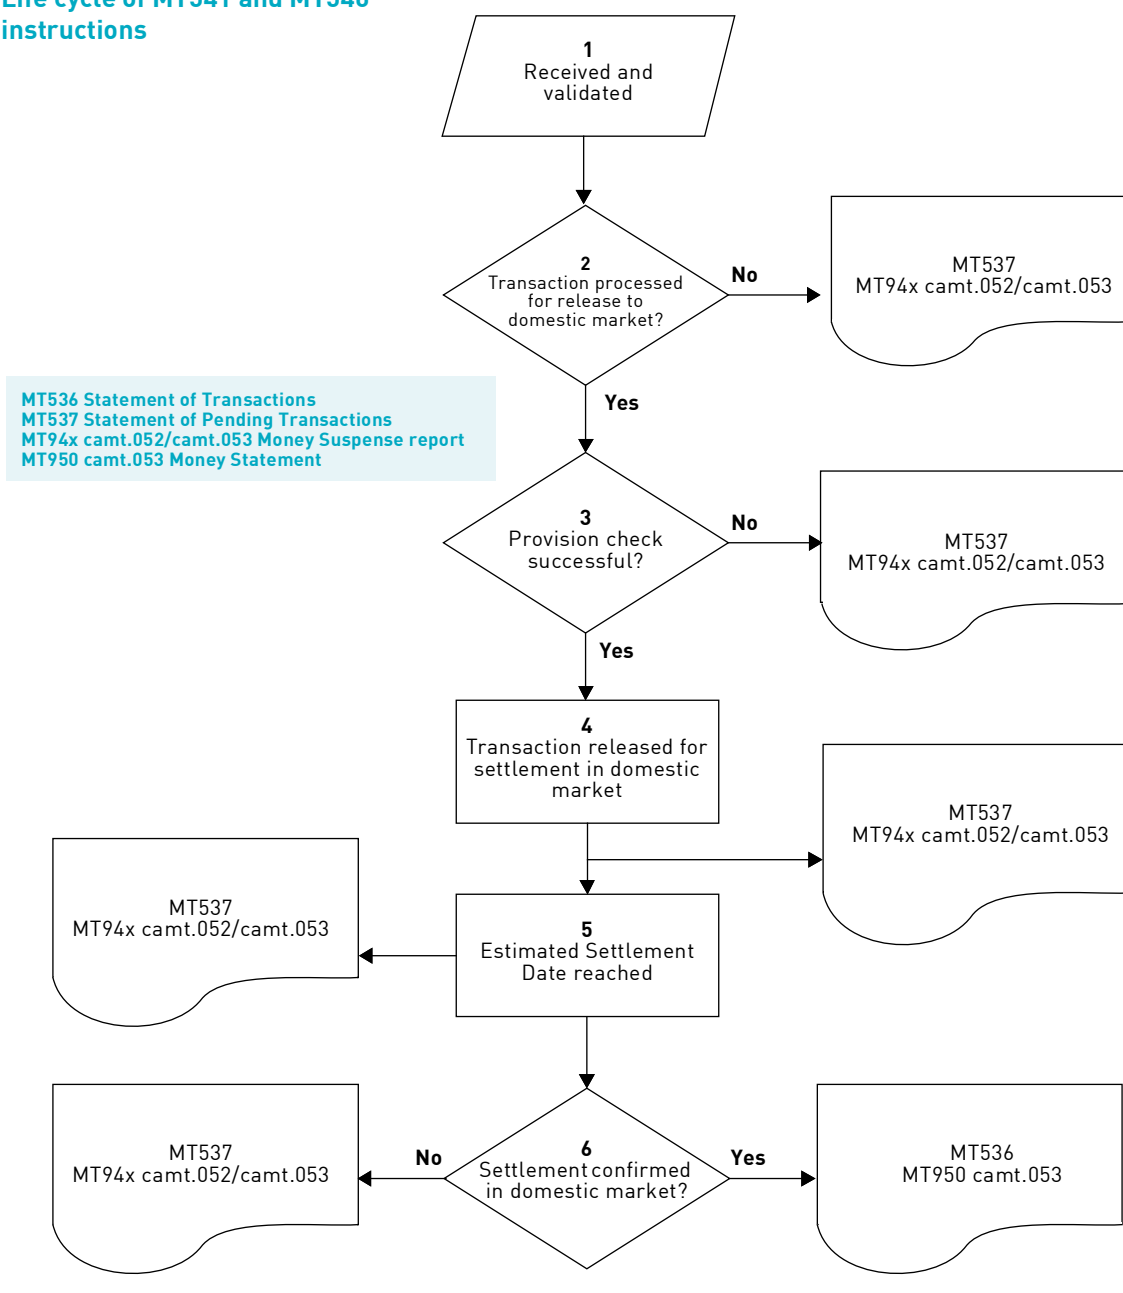 instructions
1
Received and
validated
2
Transaction processed
for release to
domestic market?
No
MT537
MT94x camt.052/camt.053
Yes
MT536 Statement of Transactions
MT537 Statement of Pending Transactions
MT94x camt.052/camt.053 Money Suspense report
MT950 camt.053 Money Statement
3
Provision check
successful?
No
MT537
MT94x camt.052/camt.053
Yes
4
Transaction released for
settlement in domestic
market
MT537
MT94x camt.052/camt.053
MT537
MT94x camt.052/camt.053
5
Estimated Settlement
Date reached
MT537
MT94x camt.052/camt.053
No
6
Settlement confirmed
in domestic market?
Yes
MT536
MT950 camt.053